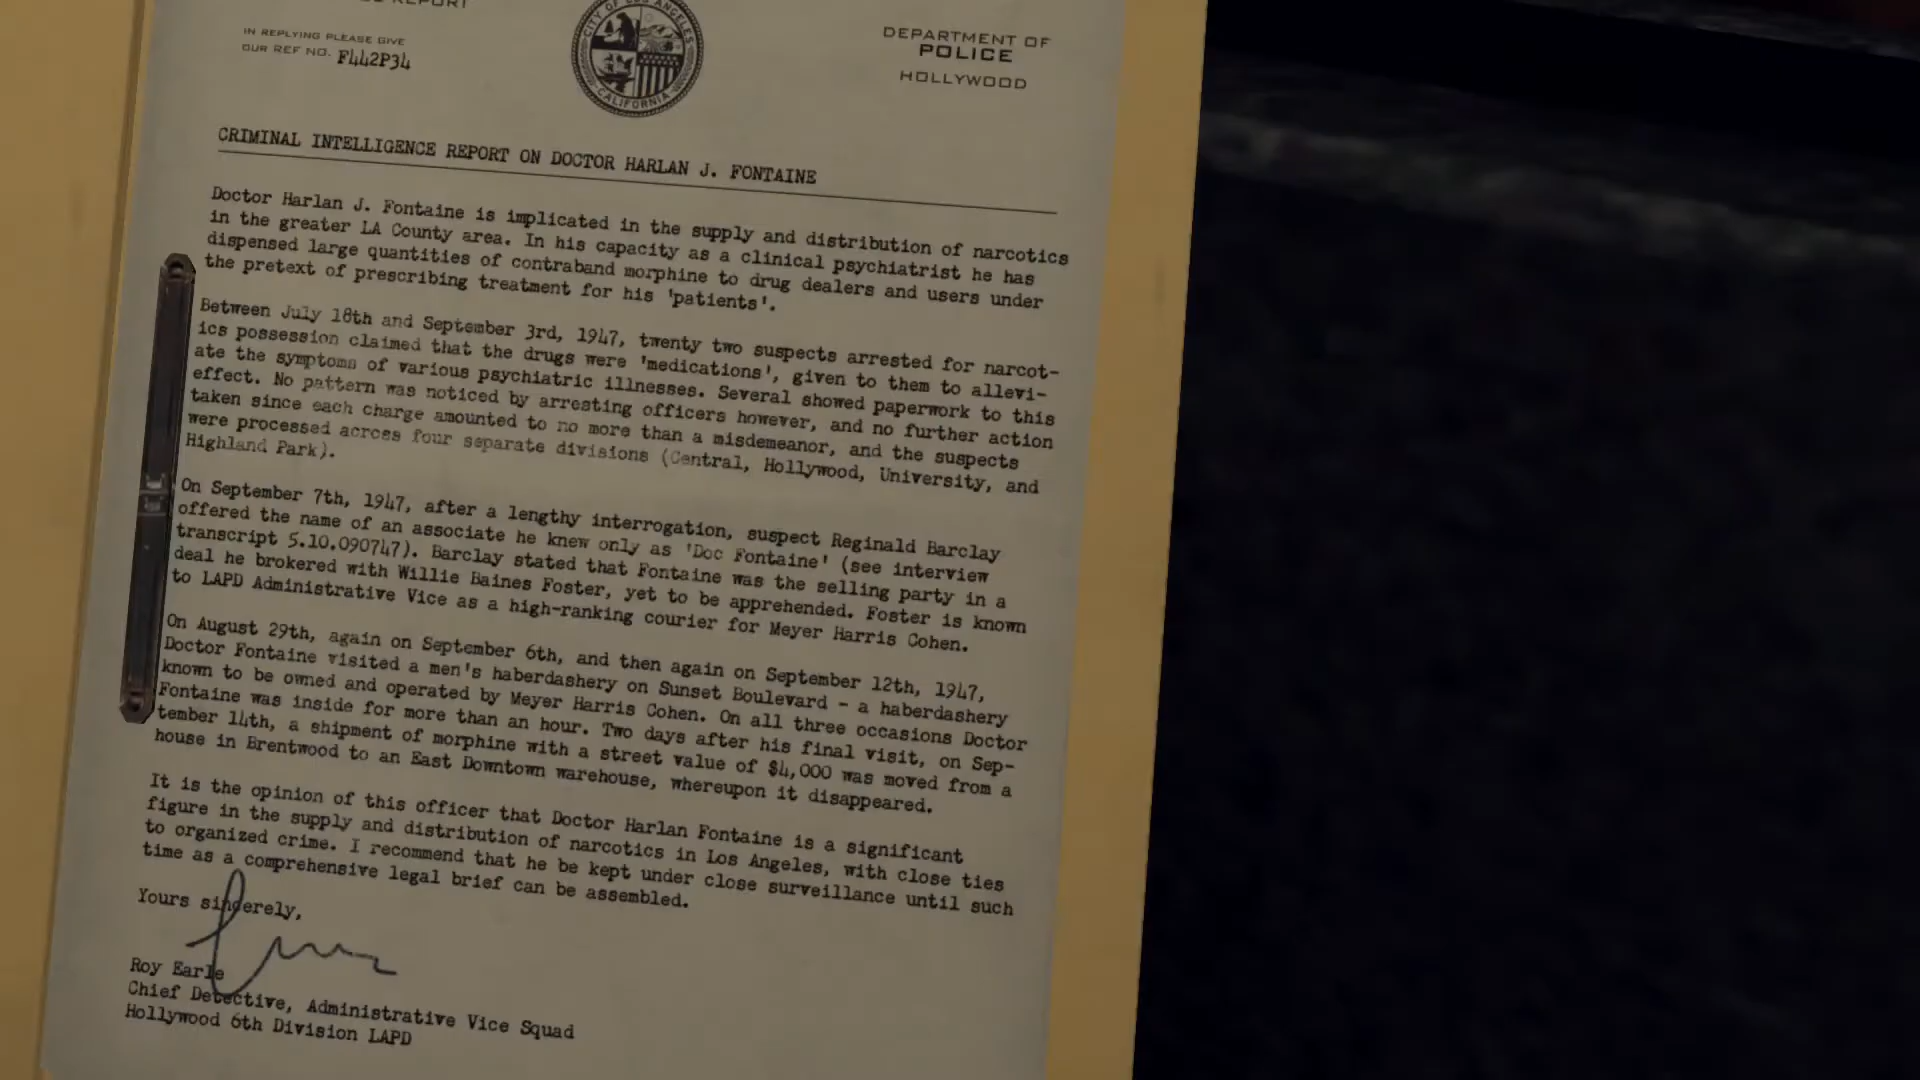 REPORT
IN REPLYING PLEASE GIVE
OUR REF NO. F442P34
CITY OF LOS ANGELES
CALIFORNIA
DEPARTMENT OF
POLICE
HOLLYWOOD
CRIMINAL INTELLIGENCE REPORT ON DOCTOR HARLAN J. FONTAINE
Doctor Harlan J. Fontaine is implicated in the supply and distribution of narcotics
in the greater LA County area. In his capacity as a clinical psychiatrist he has
dispensed large quantities of contraband morphine to drug dealers and users under
the pretext of prescribing treatment for his 'patients'.
Between July 18th and September 3rd, 1947, twenty two suspects arrested for narcot-
ics possession claimed that the drugs were 'medications', given to them to allevi-
ate the symptoms of various psychiatric illnesses. Several showed paperwork to this
effect. No pattern was noticed by arresting officers however, and no further action
taken since each charge amounted to no more than a misdemeanor, and the suspects
were processed across four separate divisions (Central, Hollywood, University, and
Highland Park).
On September 7th, 1947, after a lengthy interrogation, suspect Reginald Barclay
offered the name of an associate he knew only as 'Doc Fontaine' (see interview
transcript 5.10.090747). Barclay stated that Fontaine was the selling party in a
deal he brokered with Willie Baines Foster, yet to be apprehended. Foster is known
to LAPD Administrative Vice as a high-ranking courier for Meyer Harris Cohen.
On August 29th, again on September 6th, and then again on September 12th, 1947,
Doctor Fontaine visited a men's haberdashery on Sunset Boulevard - a haberdashery
known to be owned and operated by Meyer Harris Cohen. On all three occasions Doctor
Fontaine was inside for more than an hour. Two days after his final visit, on Sep-
tember 14th, a shipment of morphine with a street value of $4,000 was moved from a
house in Brentwood to an East Downtown warehouse, whereupon it disappeared.
It is the opinion of this officer that Doctor Harlan Fontaine is a significant
figure in the supply and distribution of narcotics in Los Angeles, with close ties
to organized crime. I recommend that he be kept under close surveillance until such
time as a comprehensive legal brief can be assembled.
Yours sincerely,
Roy Earle
Chief Detective, Administrative Vice Squad
Hollywood 6th Division LAPD